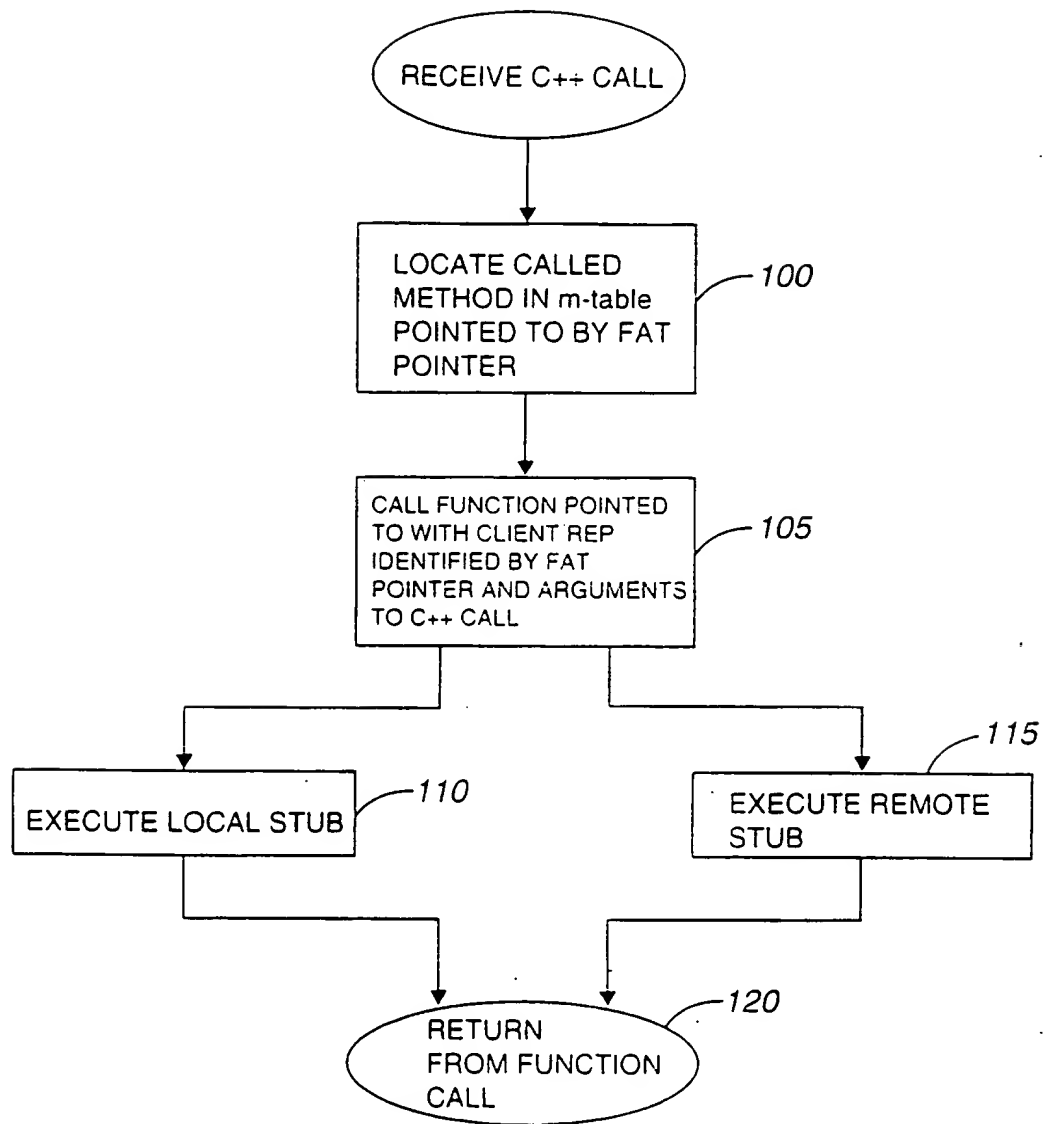 RECEIVE C++ CALL
LOCATE CALLED
METHOD IN m-table
POINTED TO BY FAT
POINTER
100
CALL FUNCTION POINTED
TO WITH CLIENT REP
IDENTIFIED BY FAT
POINTER AND ARGUMENTS
TO C++ CALL
105
EXECUTE LOCAL STUB
110
EXECUTE REMOTE
STUB
115
RETURN
FROM FUNCTION
CALL
120